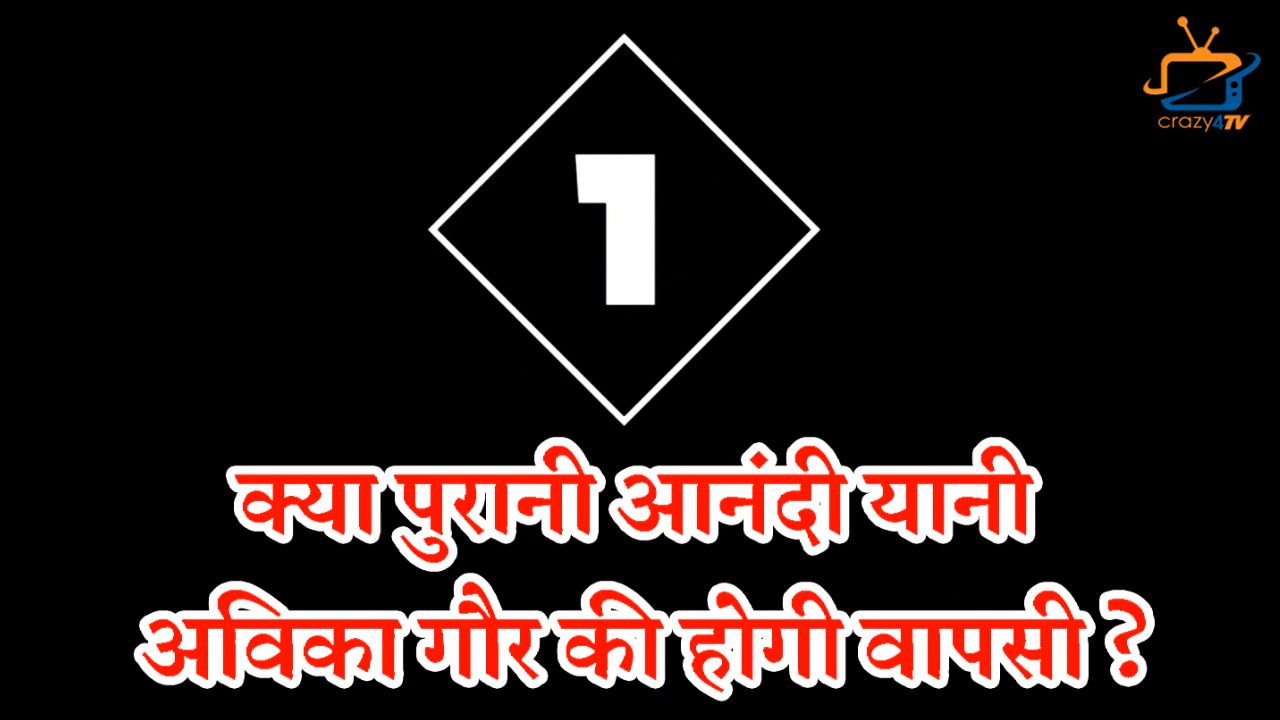 crazy4TV
1
क्या पुरानी आनंदी यानी
अविका गौर की होगी वापसी ?